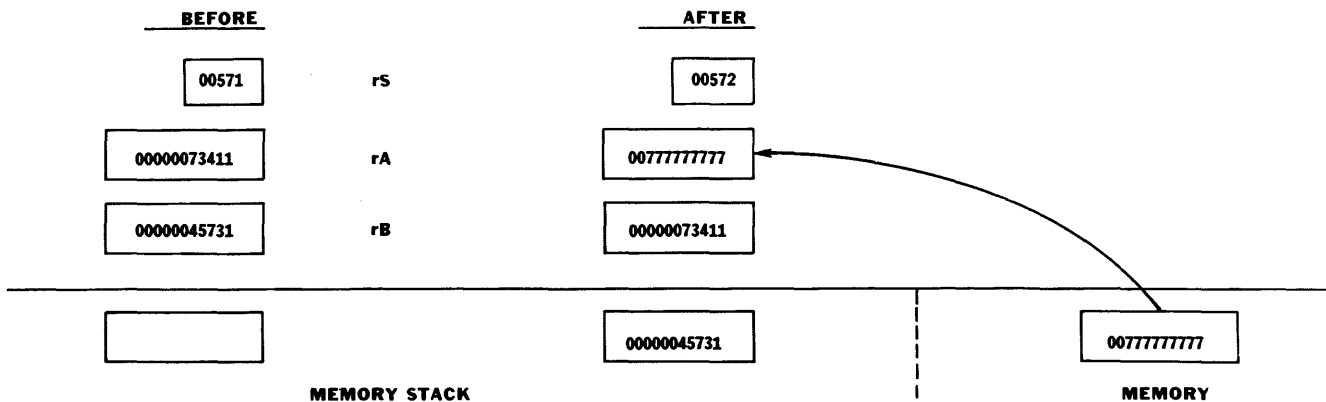 BEFORE AFTER
00571 rS 00572
00000073411 rA 00777777777
00000045731 rB 00000073411
00000045731 00777777777
MEMORY STACK MEMORY